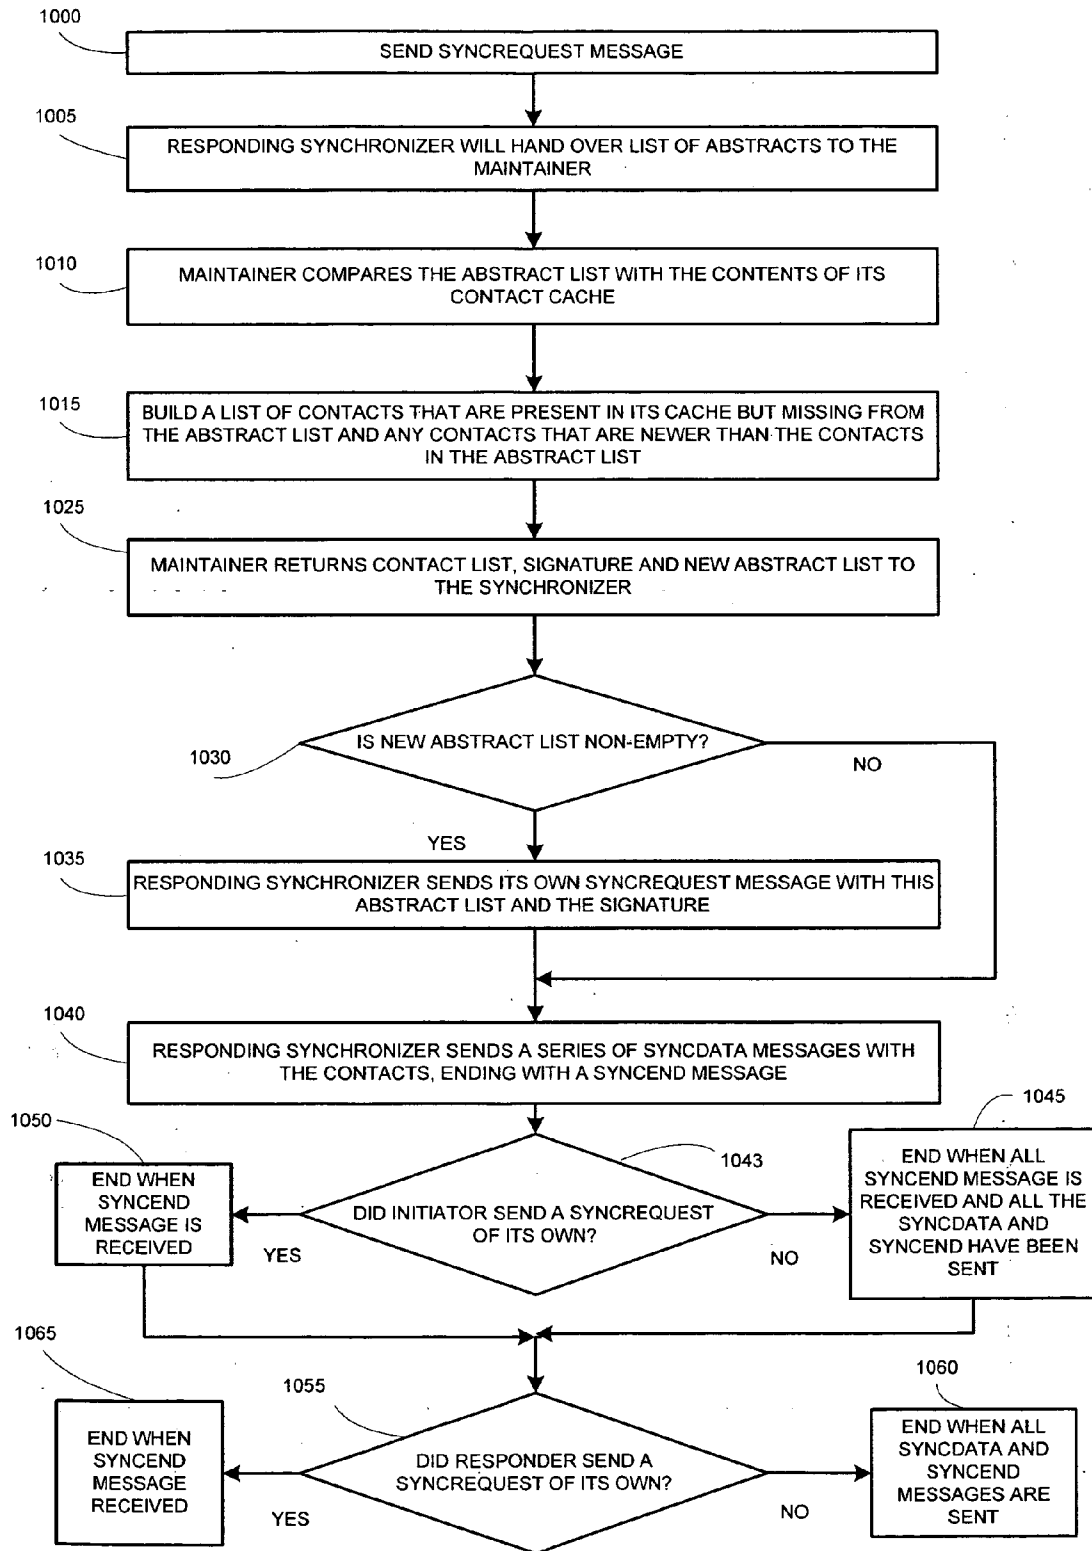 1000
SEND SYNCREQUEST MESSAGE
1005
RESPONDING SYNCHRONIZER WILL HAND OVER LIST OF ABSTRACTS TO THE
MAINTAINER
1010
MAINTAINER COMPARES THE ABSTRACT LIST WITH THE CONTENTS OF ITS
CONTACT CACHE
1015
BUILD A LIST OF CONTACTS THAT ARE PRESENT IN ITS CACHE BUT MISSING FROM
THE ABSTRACT LIST AND ANY CONTACTS THAT ARE NEWER THAN THE CONTACTS
IN THE ABSTRACT LIST
1025
MAINTAINER RETURNS CONTACT LIST, SIGNATURE AND NEW ABSTRACT LIST TO
THE SYNCHRONIZER
1030
IS NEW ABSTRACT LIST NON-EMPTY?
NO
YES
1035
RESPONDING SYNCHRONIZER SENDS ITS OWN SYNCREQUEST MESSAGE WITH THIS
ABSTRACT LIST AND THE SIGNATURE
1040
RESPONDING SYNCHRONIZER SENDS A SERIES OF SYNCDATA MESSAGES WITH
THE CONTACTS, ENDING WITH A SYNCEND MESSAGE
1050
END WHEN
SYNCEND
MESSAGE IS
RECEIVED
YES
1043
DID INITIATOR SEND A SYNCREQUEST
OF ITS OWN?
NO
1045
END WHEN ALL
SYNCEND MESSAGE IS
RECEIVED AND ALL THE
SYNCDATA AND
SYNCEND HAVE BEEN
SENT
1065
END WHEN
SYNCEND
MESSAGE
RECEIVED
YES
1055
DID RESPONDER SEND A
SYNCREQUEST OF ITS OWN?
NO
1060
END WHEN ALL
SYNCDATA AND
SYNCEND
MESSAGES ARE
SENT